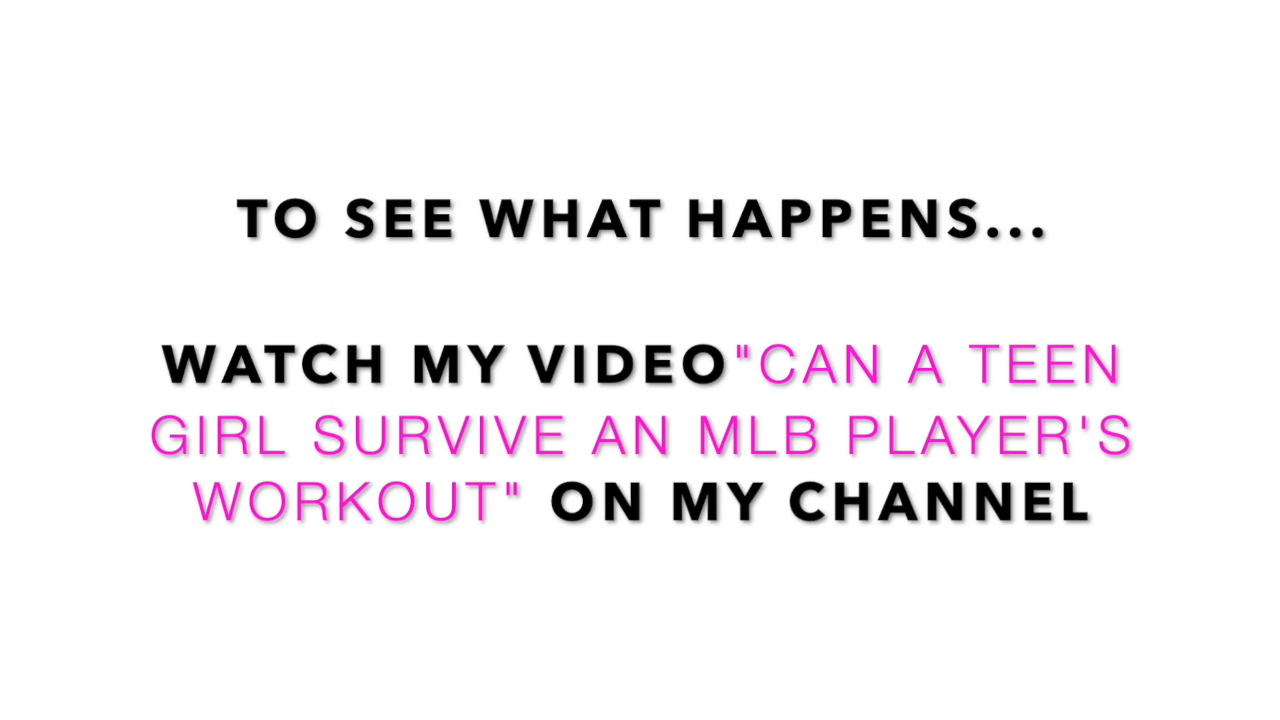 TO SEE WHAT HAPPENS...
WATCH MY VIDEO"CAN A TEEN
GIRL SURVIVE AN MLB PLAYER'S
WORKOUT" ON MY CHANNEL